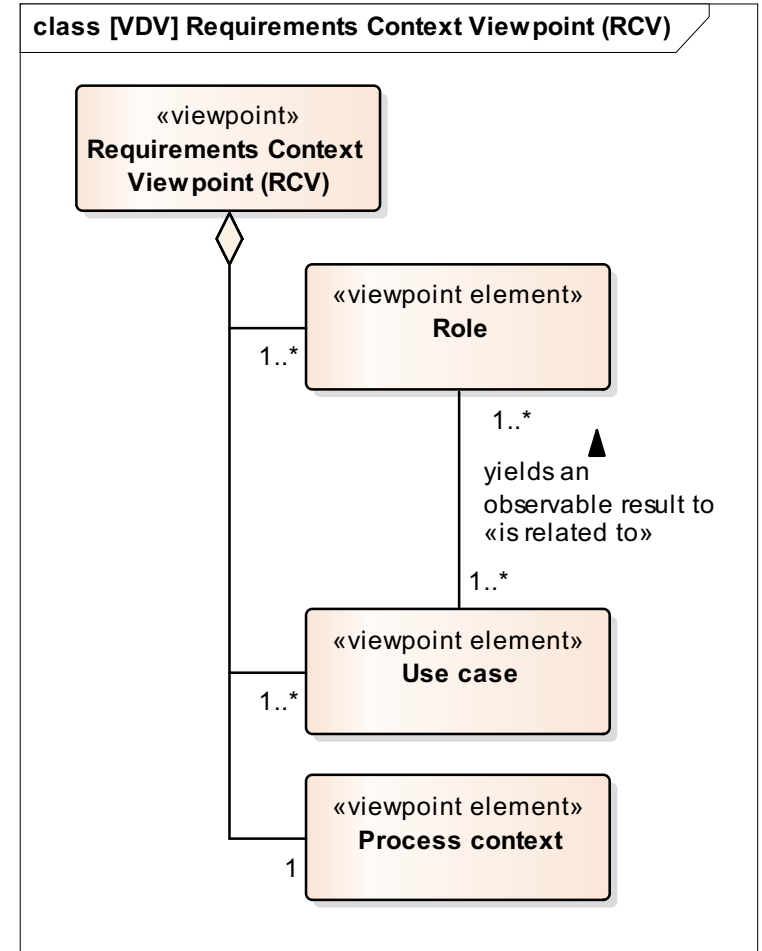 class [VDV] Requirements Context Viewpoint (RCV)
«viewpoint»
Requirements Context
Viewpoint (RCV)
«viewpoint element»
Role
1..*
1..*
yields an
observable result to
«is related to»
1..*
«viewpoint element»
Use case
1..*
«viewpoint element»
Process context
1